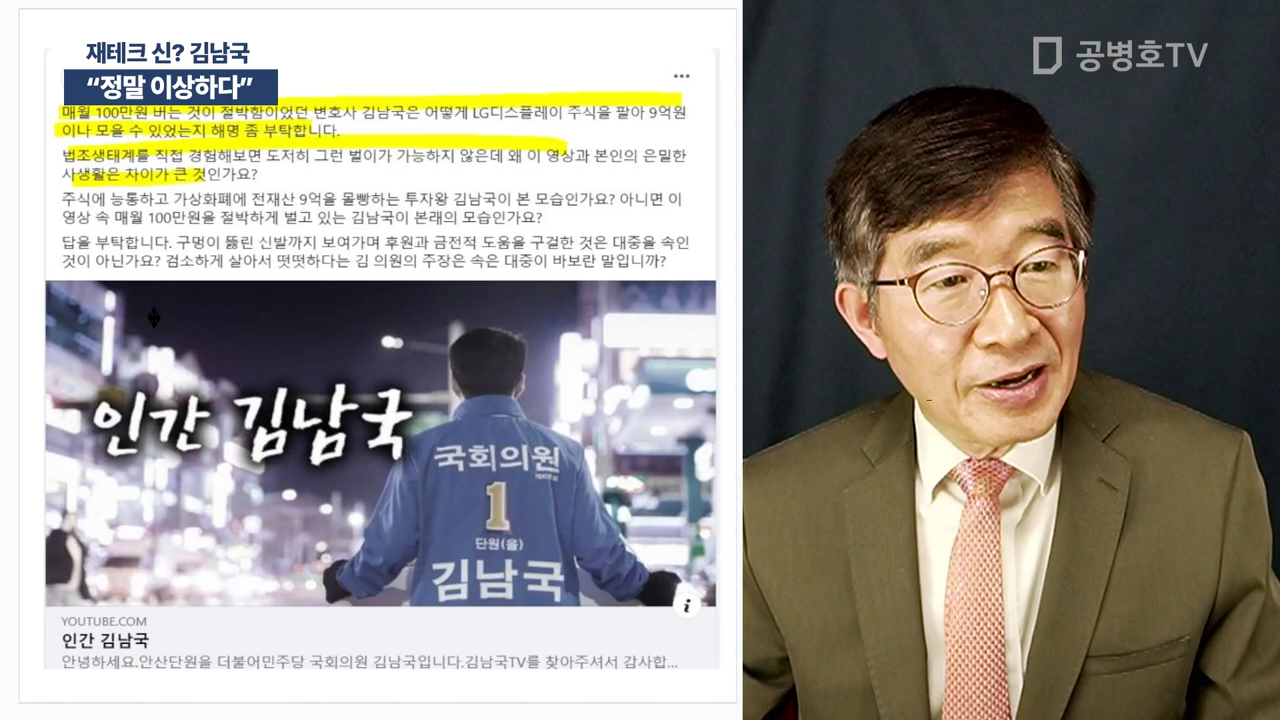 재테크 신? 김남국
“정말 이상하다”
공병호TV
매월 100만원 버는 것이 절박함이었던 변호사 김남국은 어떻게 LG디스플레이 주식을 팔아 9억원
이나 모을 수 있었는지 해명 좀 부탁합니다.
법조생태계를 직접 경험해보면 도저히 그런 벌이가 가능하지 않은데 왜 이 영상과 본인의 은밀한
사생활은 차이가 큰 것인가요?
주식에 능통하고 가상화폐에 전재산 9억을 몰빵하는 투자왕 김남국이 본 모습인가요? 아니면 이
영상 속 매월 100만원을 절박하게 벌고 있는 김남국이 본래의 모습인가요?
답을 부탁합니다. 구멍이 뚫린 신발까지 보여가며 후원과 금전적 도움을 구걸한 것은 대중을 속인
것이 아닌가요? 검소하게 살아서 떳떳하다는 김 의원의 주장은 속은 대중이 바보란 말입니까?
인간 김남국
국회의원
1
단원(을)
김남국
YOUTUBE.COM
인간 김남국
안녕하세요.안산단원을 더불어민주당 국회의원 김남국입니다.김남국TV를 찾아주셔서 감사합...